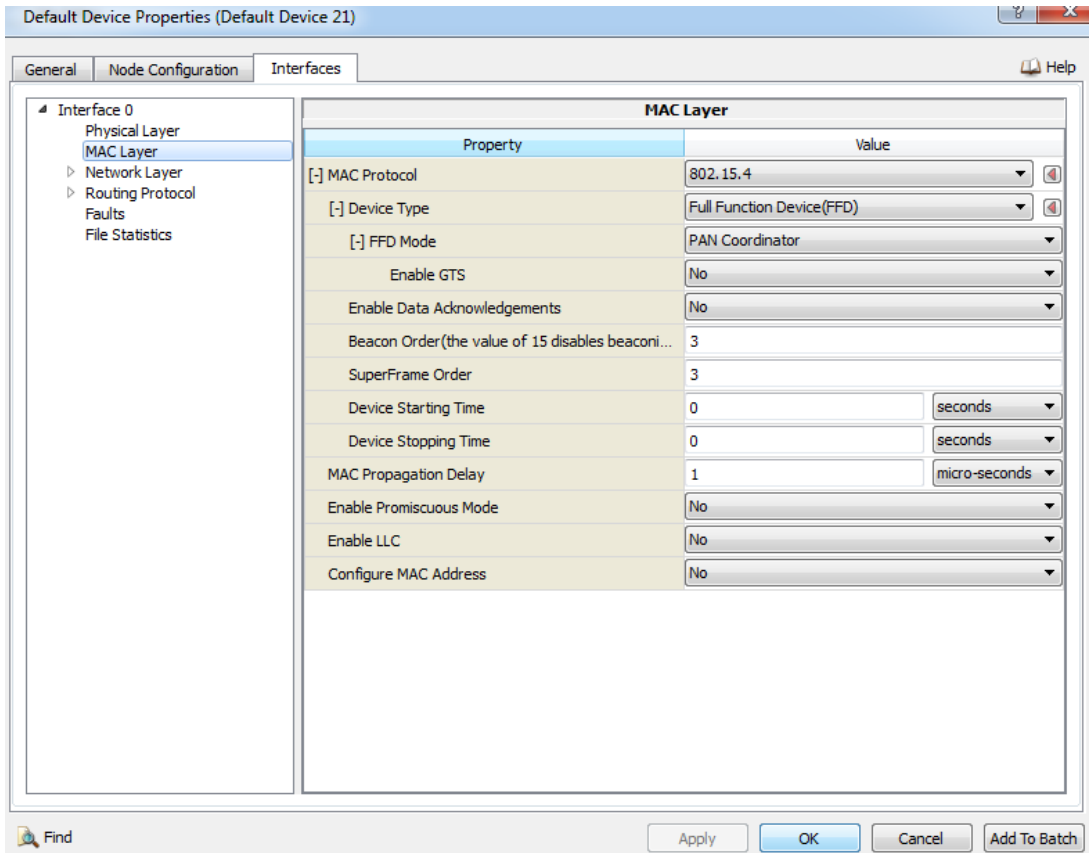 Default Device Properties (Default Device 21)
General Node Configuration Interfaces Help
Interface 0
Physical Layer
MAC Layer
Network Layer
Routing Protocol
Faults
File Statistics
MAC Layer
Property Value
[-] MAC Protocol 802.15.4
[-] Device Type Full Function Device(FFD)
[-] FFD Mode PAN Coordinator
Enable GTS No
Enable Data Acknowledgements No
Beacon Order(the value of 15 disables beaconi... 3
SuperFrame Order 3
Device Starting Time 0 seconds
Device Stopping Time 0 seconds
MAC Propagation Delay 1 micro-seconds
Enable Promiscuous Mode No
Enable LLC No
Configure MAC Address No
Find Apply OK Cancel Add To Batch